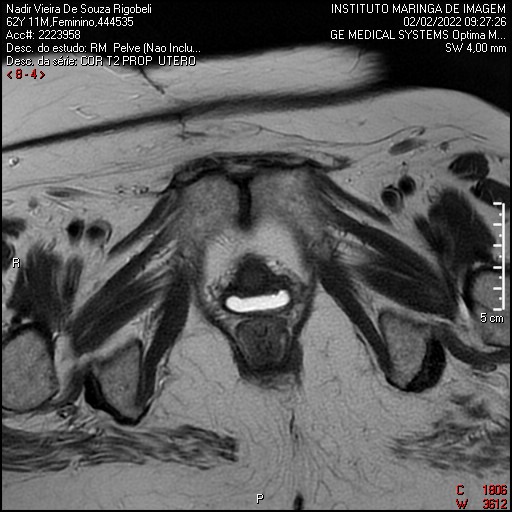 Nadir Vieira De Souza Rigobeli
62Y 11M,Feminino,444535
Acc#: 2223958
Desc. do estudo: RM Pelve (Nao Inclu...
Desc. da série: COR T2 PROP UTERO
<8-4>
INSTITUTO MARINGA DE IMAGEM
02/02/2022 09:27:26
GE MEDICAL SYSTEMS Optima M...
SW 4,00 mm
R
5 cm
P
C 1806
W 3612